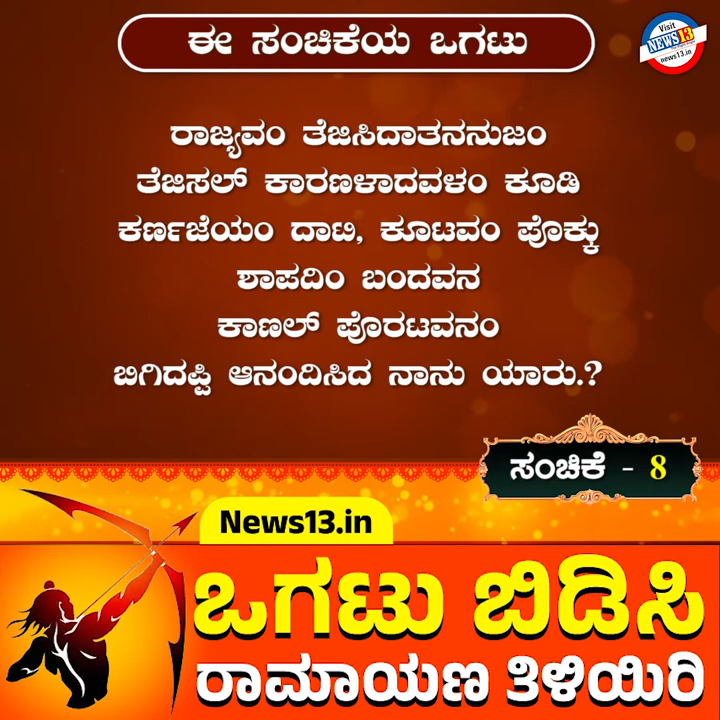 ಈ ಸಂಚಿಕೆಯ ಒಗಟು
Visit
NEWS13
news13.in
ರಾಜ್ಯವಂ ತೆಜಿಸಿದಾತನನುಜಂ
ತೆಜಿಸಲ್ ಕಾರಣಳಾದವಳಂ ಕೂಡಿ
ಕರ್ಣಜೆಯಂ ದಾಟಿ, ಕೂಟವಂ ಪೊಕ್ಕು
ಶಾಪದಿಂ ಬಂದವನ
ಕಾಣಲ್ ಪೊರಟವನಂ
ಬಿಗಿದಪ್ಪಿ ಆನಂದಿಸಿದ ನಾನು ಯಾರು.?
ಸಂಚಿಕೆ - 8
News13.in
ಒಗಟು ಬಿಡಿಸಿ
ರಾಮಾಯಣ ತಿಳಿಯಿರಿ